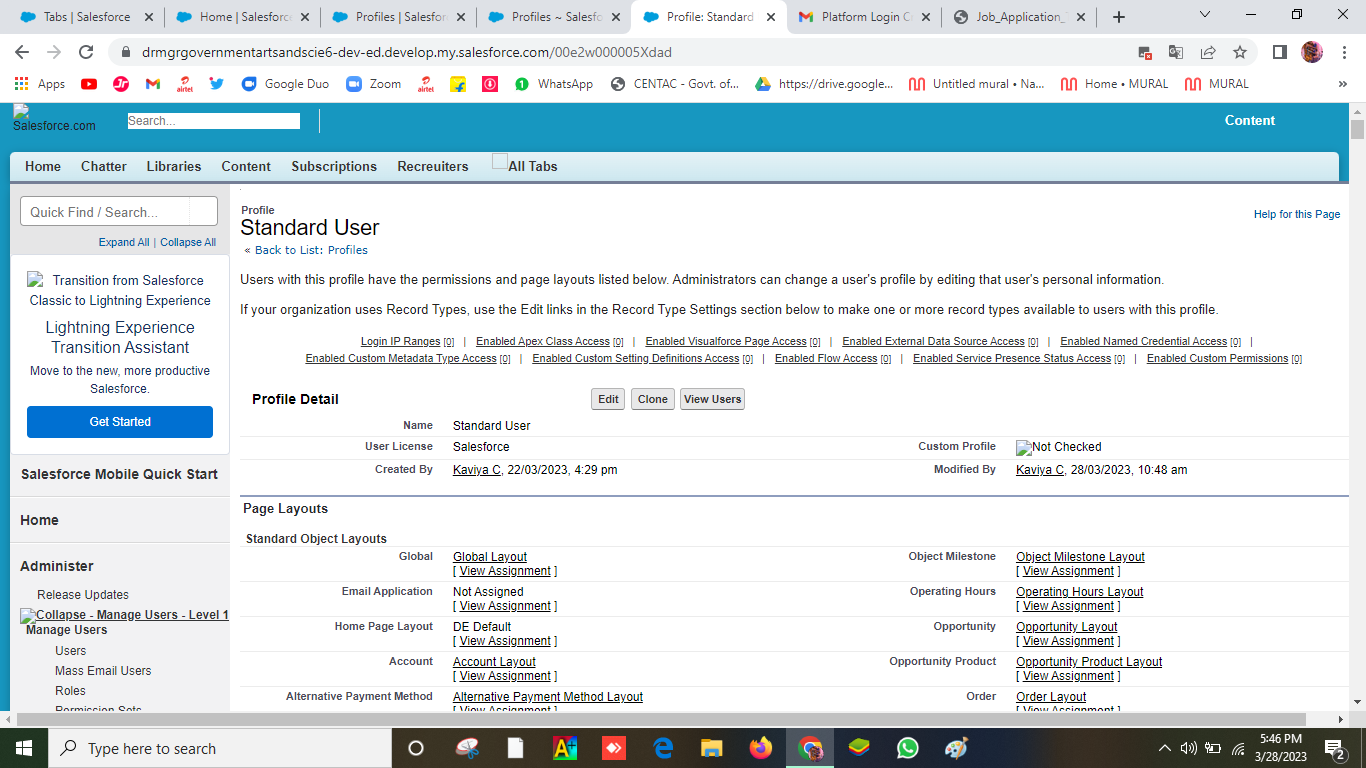 Tabs | Salesforce
Home | Salesforc
Profiles | Salesfor
Profiles ~ Salesfo
Profile: Standard
Platform Login C
Job_Application_
drmgrgovernmentartsandscie6-dev-ed.develop.my.salesforce.com/00e2w000005Xdad
Apps
airtel
Google Duo
Zoom
airtel
WhatsApp
CENTAC - Govt. of...
https://drive.google...
Untitled mural • Na...
Home • MURAL
MURAL
»
Salesforce.com
Search...
Content
Home Chatter Libraries Content Subscriptions Recreuiters All Tabs
Quick Find / Search...
Expand All | Collapse All
Transition from Salesforce
Classic to Lightning Experience
Lightning Experience
Transition Assistant
Move to the new, more productive
Salesforce.
Get Started
Salesforce Mobile Quick Start
Home
Administer
Release Updates
Collapse - Manage Users - Level 1
Manage Users
Users
Mass Email Users
Roles
Permission Sets
Profile
Standard User
Help for this Page
« Back to List: Profiles
Users with this profile have the permissions and page layouts listed below. Administrators can change a user's profile by editing that user's personal information.
If your organization uses Record Types, use the Edit links in the Record Type Settings section below to make one or more record types available to users with this profile.
Login IP Ranges [0] | Enabled Apex Class Access [0] | Enabled Visualforce Page Access [0] | Enabled External Data Source Access [0] | Enabled Named Credential Access [0] |
Enabled Custom Metadata Type Access [0] | Enabled Custom Setting Definitions Access [0] | Enabled Flow Access [0] | Enabled Service Presence Status Access [0] | Enabled Custom Permissions [0]
Profile Detail Edit Clone View Users
Name Standard User
User License Salesforce Custom Profile Not Checked
Created By Kaviya C, 22/03/2023, 4:29 pm Modified By Kaviya C, 28/03/2023, 10:48 am
Page Layouts
Standard Object Layouts
Global Global Layout Object Milestone Object Milestone Layout
[ View Assignment ] [ View Assignment ]
Email Application Not Assigned Operating Hours Operating Hours Layout
[ View Assignment ] [ View Assignment ]
Home Page Layout DE Default Opportunity Opportunity Layout
[ View Assignment ] [ View Assignment ]
Account Account Layout Opportunity Product Opportunity Product Layout
[ View Assignment ] [ View Assignment ]
Alternative Payment Method Alternative Payment Method Layout Order Order Layout
[ View Assignment ] [ View Assignment ]
Type here to search
5:46 PM
3/28/2023
2